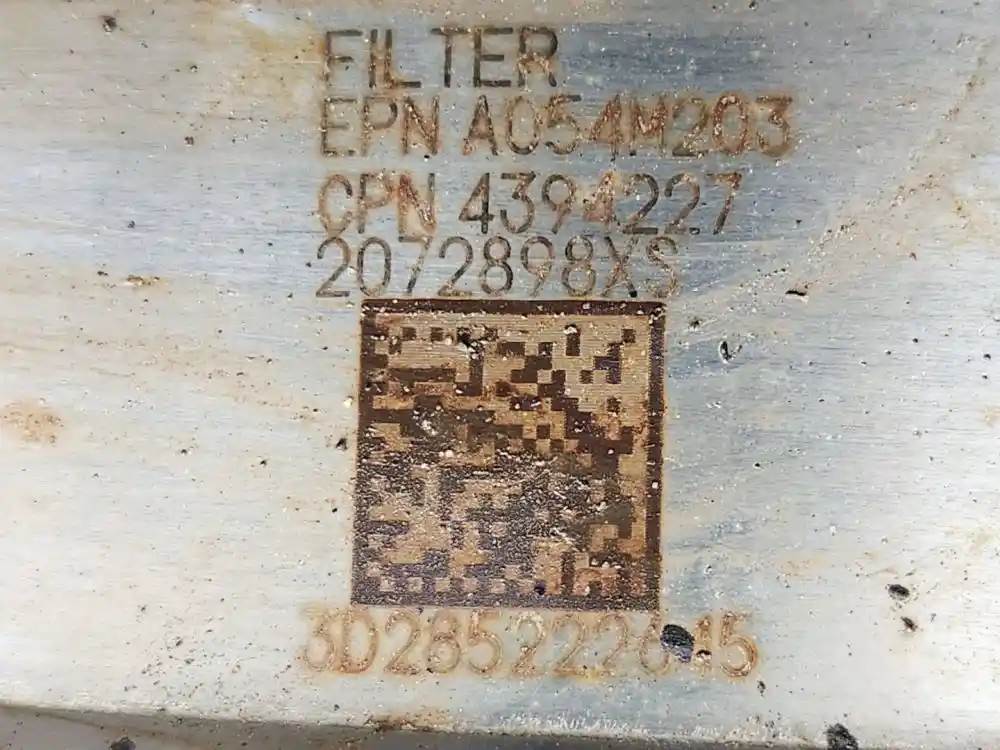 FILTER
EPN A054M203
CPN 4394227
2072898XS